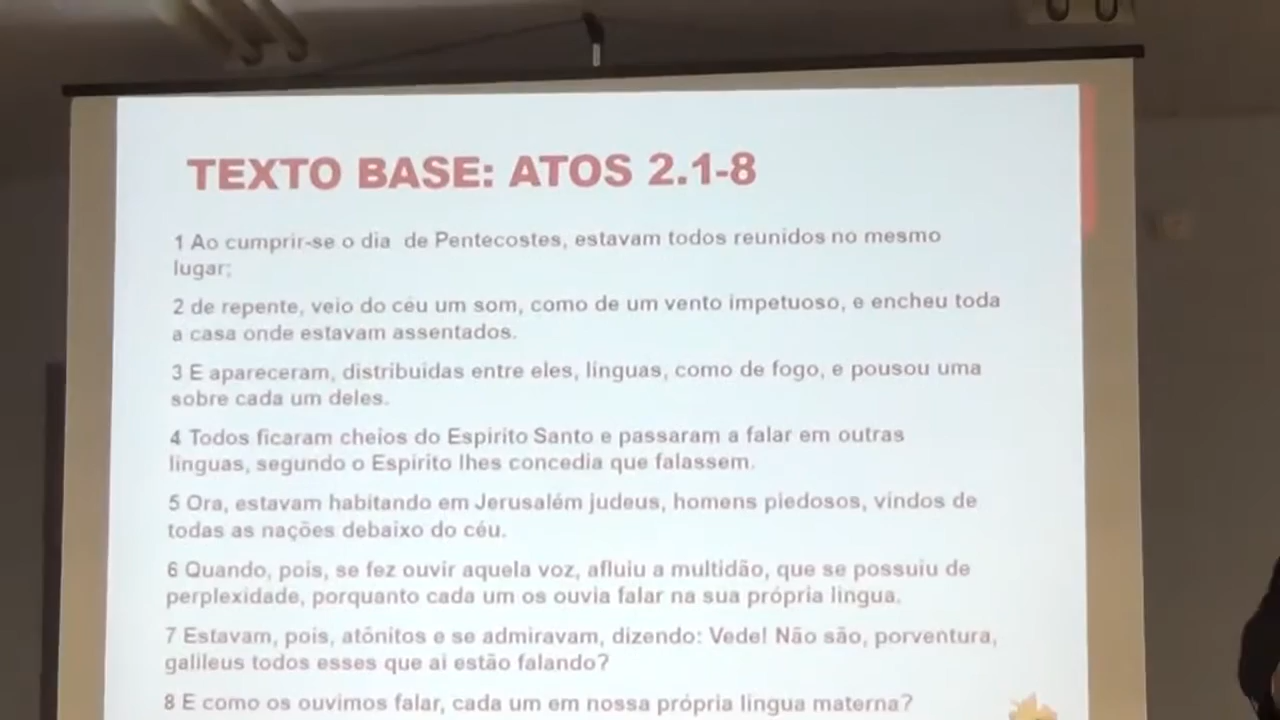 TEXTO BASE: ATOS 2.1-8
1 Ao cumprir-se o dia de Pentecostes, estavam todos reunidos no mesmo
lugar;
2 de repente, veio do céu um som, como de um vento impetuoso, e encheu toda
a casa onde estavam assentados.
3 E apareceram, distribuídas entre eles, línguas, como de fogo, e pousou uma
sobre cada um deles.
4 Todos ficaram cheios do Espírito Santo e passaram a falar em outras
línguas, segundo o Espírito lhes concedia que falassem.
5 Ora, estavam habitando em Jerusalém judeus, homens piedosos, vindos de
todas as nações debaixo do céu.
6 Quando, pois, se fez ouvir aquela voz, afluiu a multidão, que se possuiu de
perplexidade, porquanto cada um os ouvia falar na sua própria língua.
7 Estavam, pois, atônitos e se admiravam, dizendo: Vede! Não são, porventura,
galileus todos esses que aí estão falando?
8 E como os ouvimos falar, cada um em nossa própria língua materna?